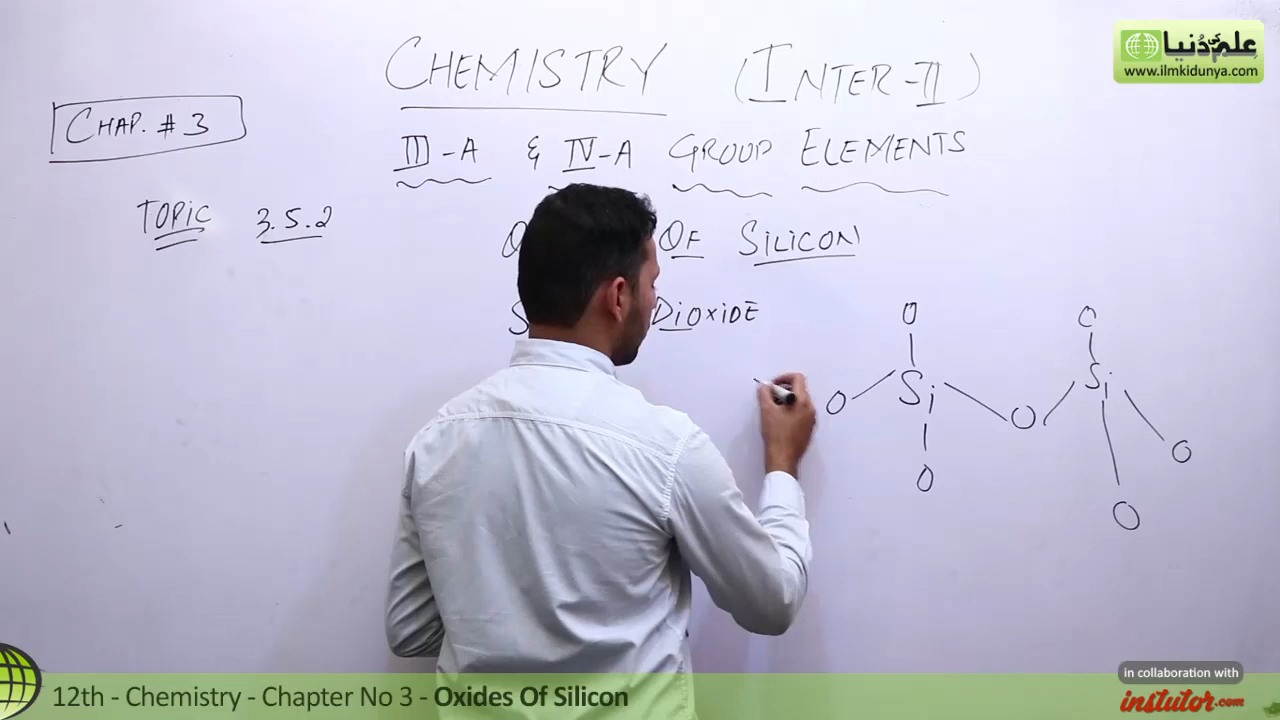 علم کی دنیا
www.ilmkidunya.com
CHEMISTRY (INTER-II)
CHAP. # 3
III-A & IV-A GROUP ELEMENTS
TOPIC 3.5.2
OF SILICON
DIOXIDE
O O
O Si O Si O
O O
in collaboration with
instutor.com
12th - Chemistry - Chapter No 3 - Oxides Of Silicon